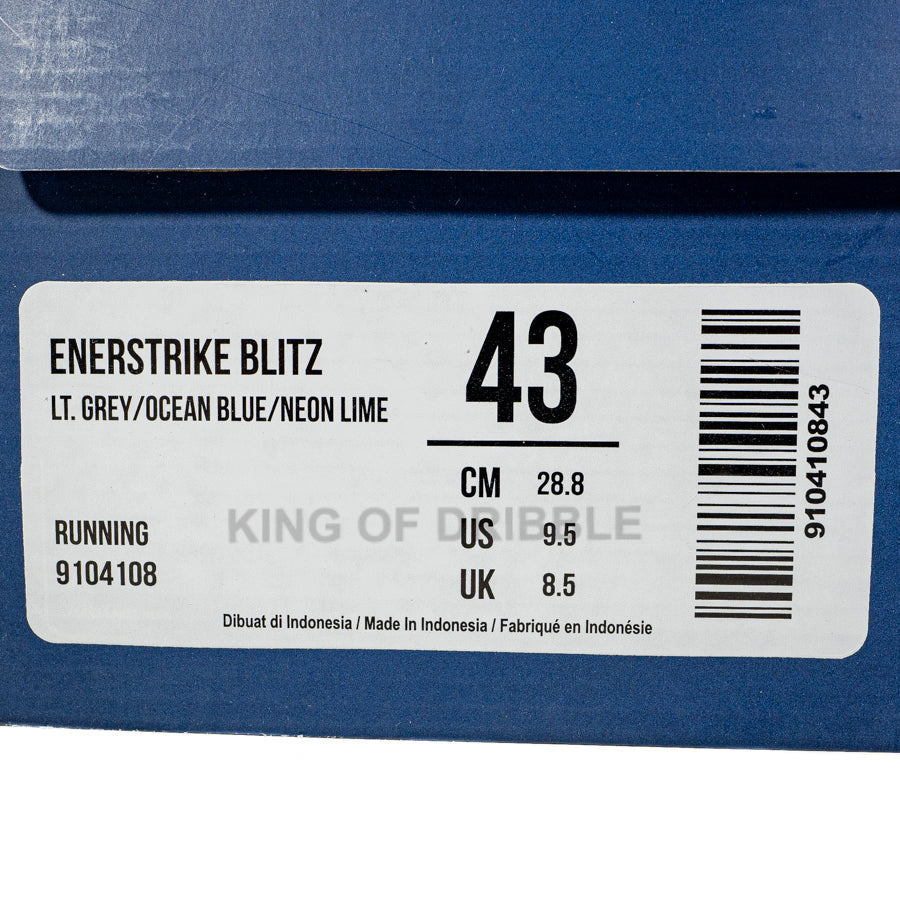 ENERSTRIKE BLITZ
LT. GREY/OCEAN BLUE/NEON LIME
43
CM 28.8
US 9.5
UK 8.5
RUNNING
9104108
KING OF DRIBBLE
Dibuat di Indonesia / Made In Indonesia / Fabriqué en Indonésie
910410843